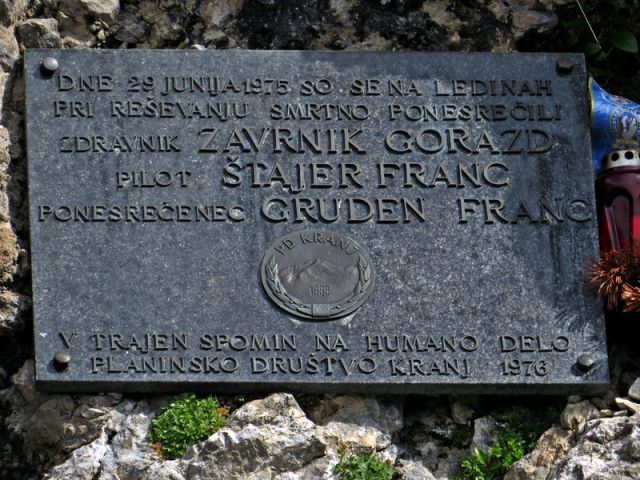 DNE 29 JUNIJA 1975 SO SE NA LEDINAH
PRI REŠEVANJU SMRTNO PONESREČILI
ZDRAVNIK ZAVRNIK GORAZD
PILOT ŠTAJER FRANC
PONESREČENEC GRUDEN FRANC
PD KRANJ
1899
V TRAJEN SPOMIN NA HUMANO DELO
PLANINSKO DRUŠTVO KRANJ 1976